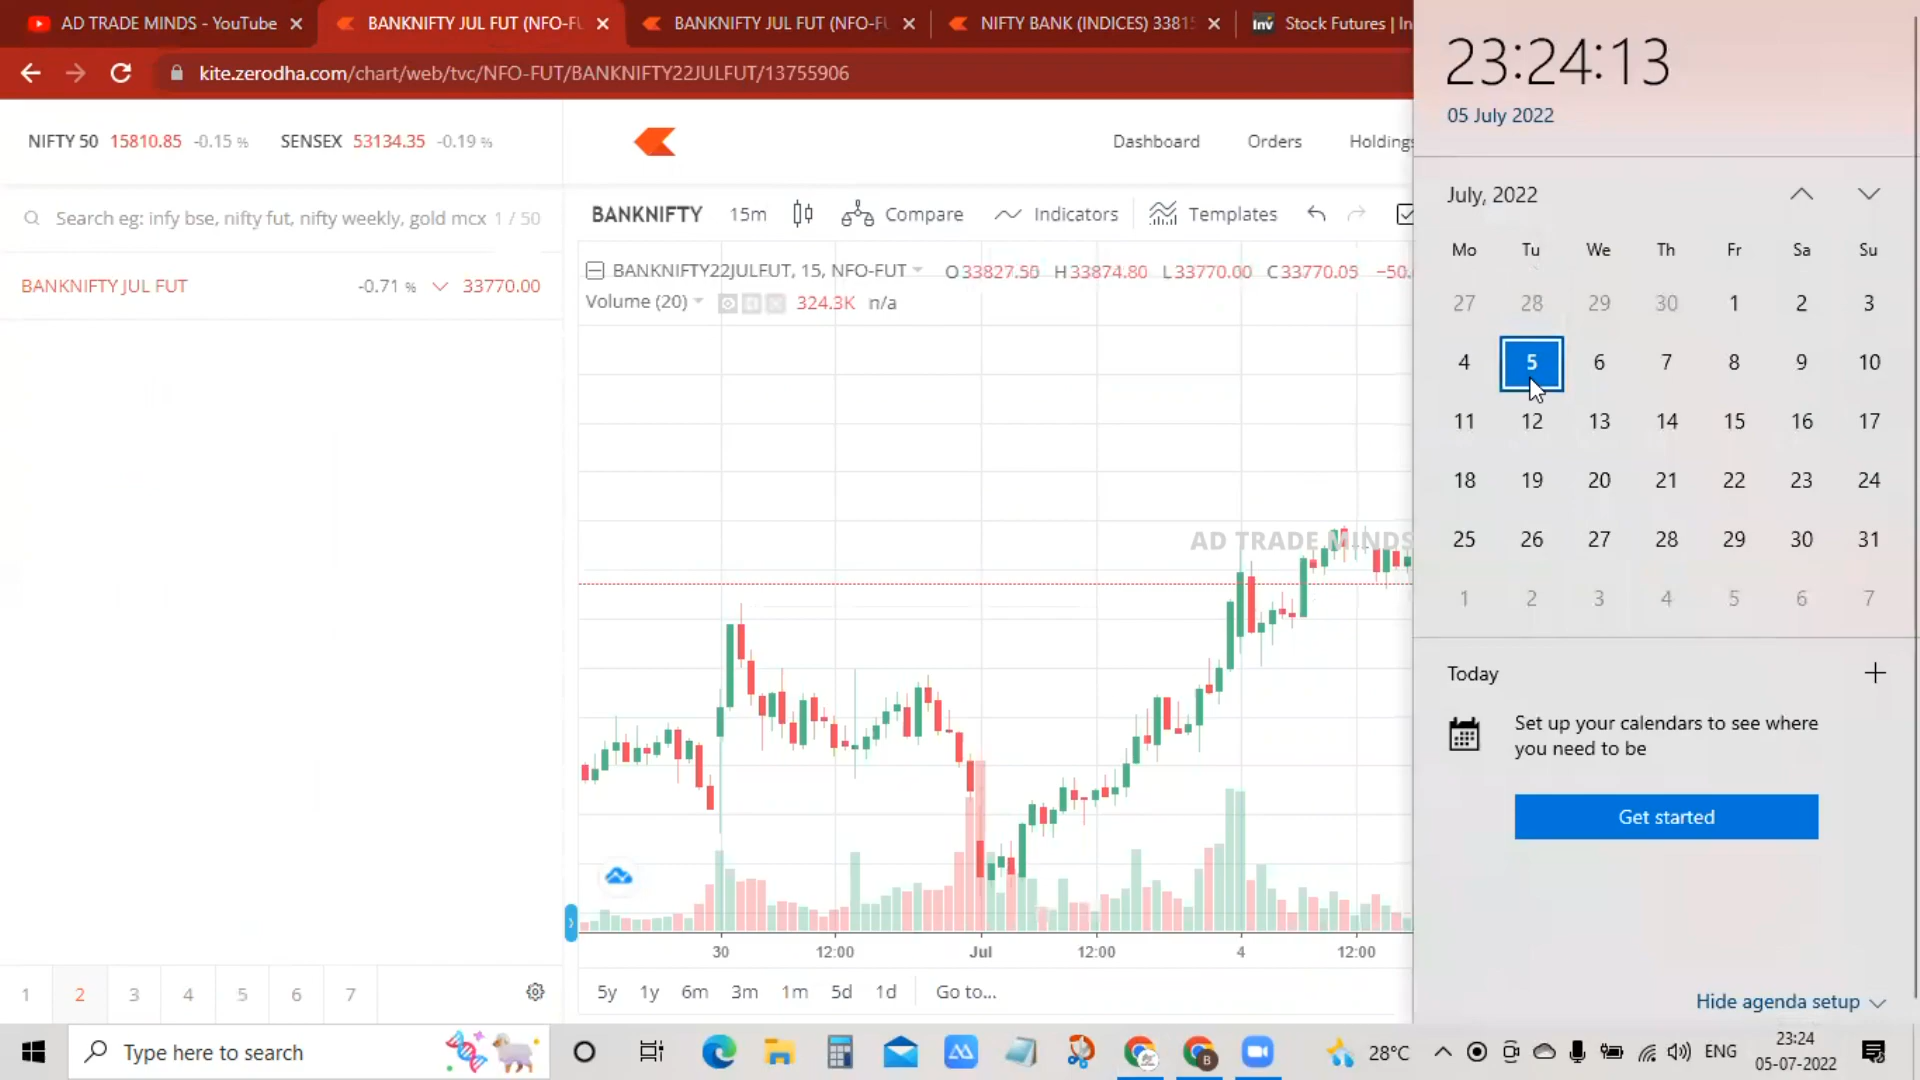 AD TRADE MINDS - YouTube
BANKNIFTY JUL FUT (NFO-FU
BANKNIFTY JUL FUT (NFO-FU
NIFTY BANK (INDICES) 33815
Inv Stock Futures | In
kite.zerodha.com/chart/web/tvc/NFO-FUT/BANKNIFTY22JULFUT/13755906
NIFTY 50 15810.85 -0.15 % SENSEX 53134.35 -0.19 %
Dashboard Orders Holdings
Search eg: infy bse, nifty fut, nifty weekly, gold mcx 1 / 50
BANKNIFTY JUL FUT -0.71 % 33770.00
BANKNIFTY 15m Compare Indicators Templates
BANKNIFTY22JULFUT, 15, NFO-FUT O33827.50 H33874.80 L33770.00 C33770.05 −50.
Volume (20) 324.3K n/a
AD TRADE MINDS
30 12:00 Jul 12:00 4 12:00
5y 1y 6m 3m 1m 5d 1d Go to...
1 2 3 4 5 6 7
23:24:13
05 July 2022
July, 2022
Mo Tu We Th Fr Sa Su
27 28 29 30 1 2 3
4 5 6 7 8 9 10
11 12 13 14 15 16 17
18 19 20 21 22 23 24
25 26 27 28 29 30 31
1 2 3 4 5 6 7
Today
Set up your calendars to see where
you need to be
Get started
Hide agenda setup
Type here to search
B
28°C
ENG
23:24
05-07-2022